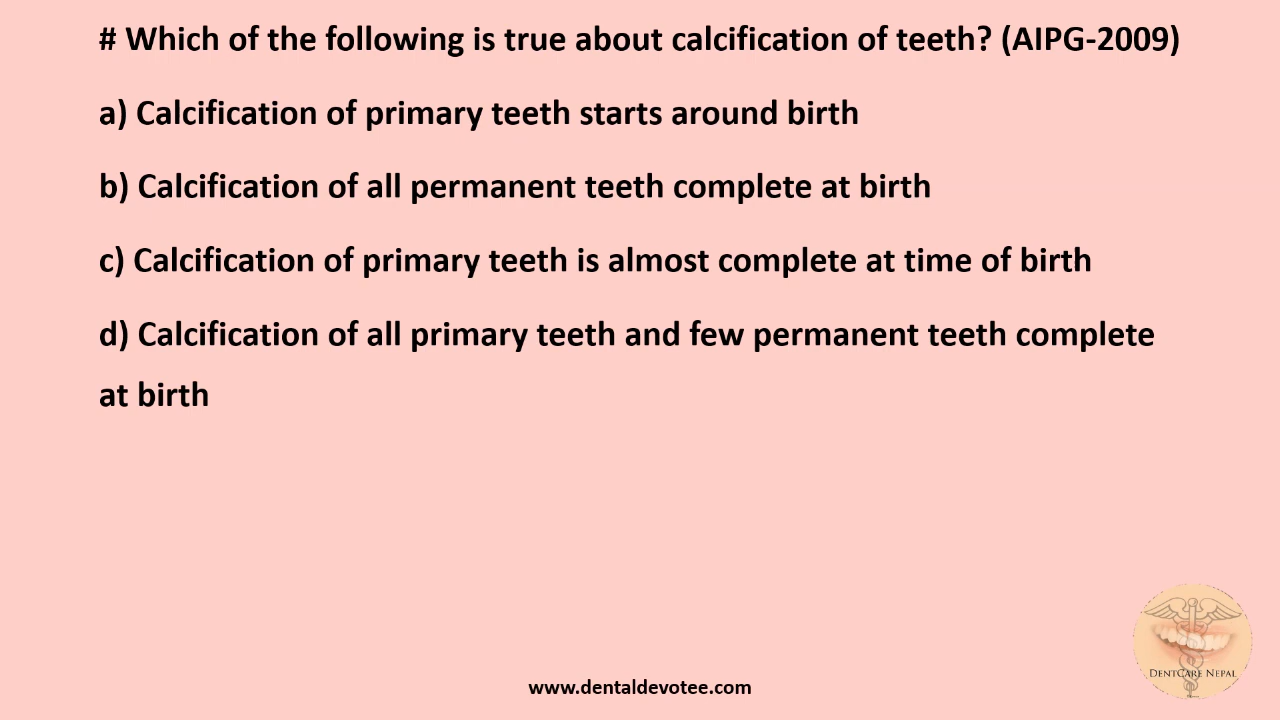 # Which of the following is true about calcification of teeth? (AIPG-2009)
a) Calcification of primary teeth starts around birth
b) Calcification of all permanent teeth complete at birth
c) Calcification of primary teeth is almost complete at time of birth
d) Calcification of all primary teeth and few permanent teeth complete
at birth
DENTCARE NEPAL
www.dentaldevotee.com